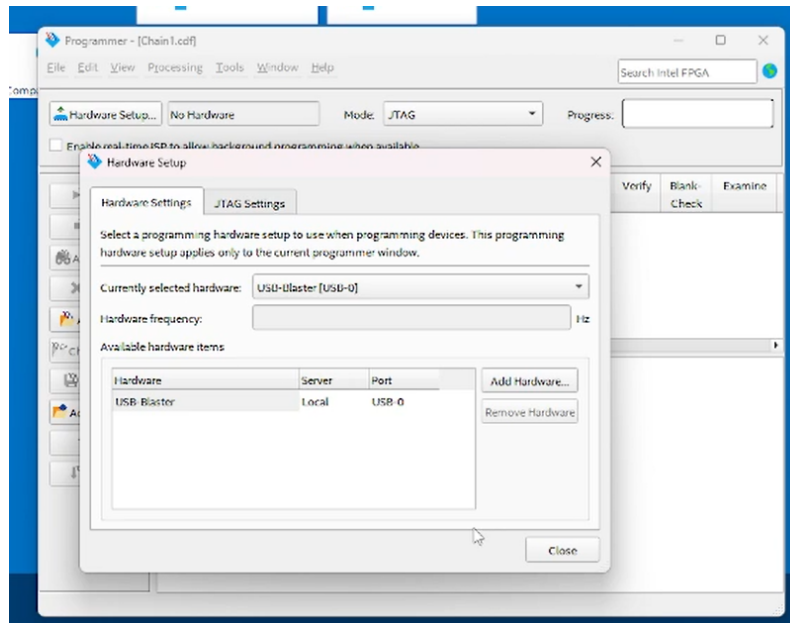 Programmer - [Chain1.cdf]
File Edit View Processing Tools Window Help
Search Intel FPGA
Hardware Setup... No Hardware Mode: JTAG Progress:
Enable real-time ISP to allow background programming when available
Hardware Setup
Hardware Settings JTAG Settings
Verify Blank-Check Examine
Select a programming hardware setup to use when programming devices. This programming
hardware setup applies only to the current programmer window.
Currently selected hardware: USB-Blaster [USB-0]
Hardware frequency: Hz
Available hardware items
Hardware Server Port
USB-Blaster Local USB-0
Add Hardware...
Remove Hardware
Close